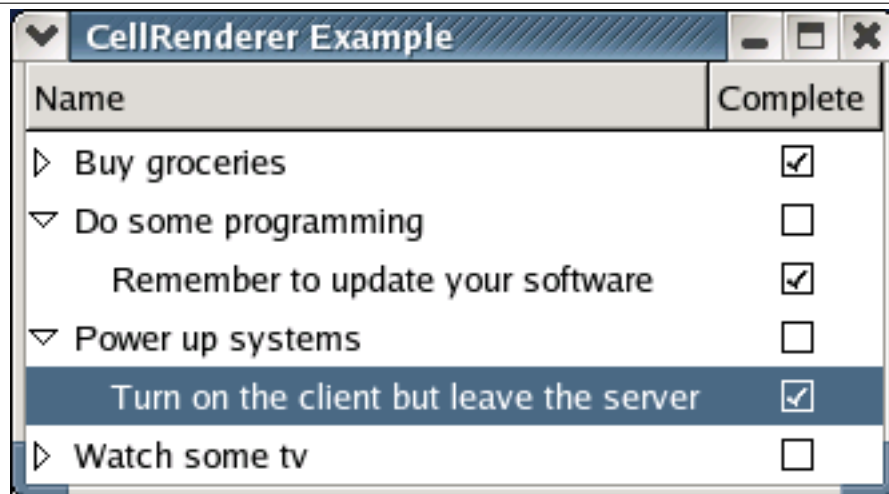 CellRenderer Example
Name Complete
Buy groceries
Do some programming
Remember to update your software
Power up systems
Turn on the client but leave the server
Watch some tv